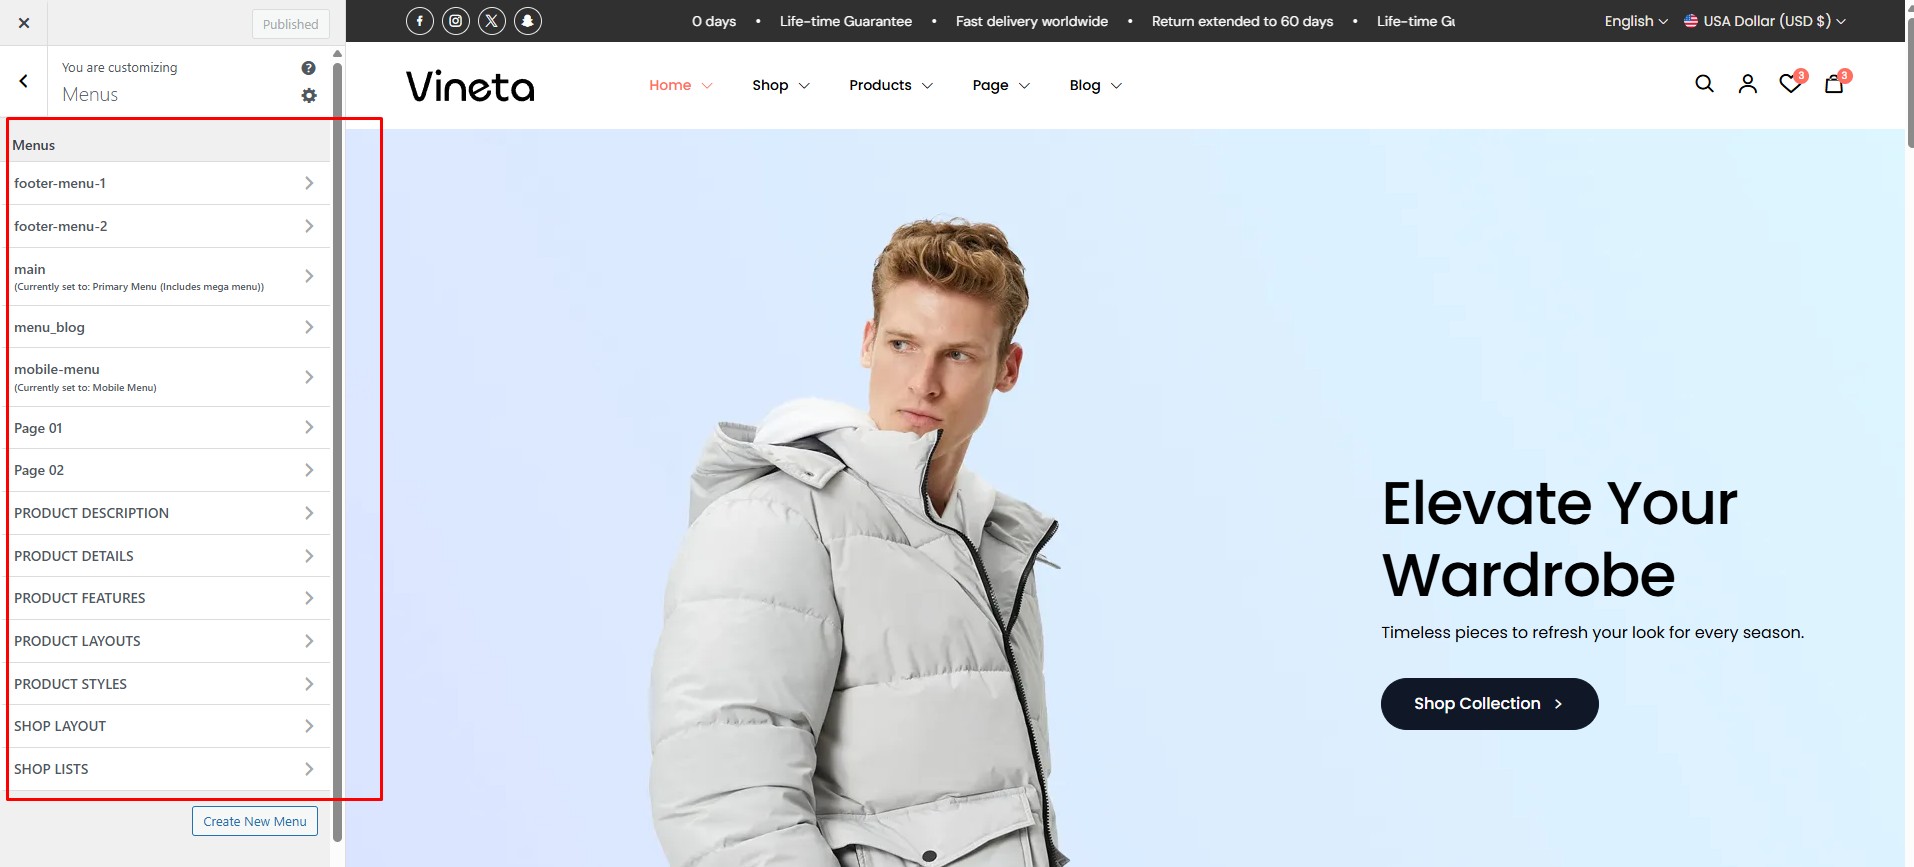 Published
You are customizing
Menus
Menus
footer-menu-1
footer-menu-2
main
(Currently set to: Primary Menu (Includes mega menu))
menu_blog
mobile-menu
(Currently set to: Mobile Menu)
Page 01
Page 02
PRODUCT DESCRIPTION
PRODUCT DETAILS
PRODUCT FEATURES
PRODUCT LAYOUTS
PRODUCT STYLES
SHOP LAYOUT
SHOP LISTS
Create New Menu
0 days • Life-time Guarantee • Fast delivery worldwide • Return extended to 60 days • Life-time Gu
English USA Dollar (USD $)
Vineta
Home Shop Products Page Blog
3 3
Elevate Your
Wardrobe
Timeless pieces to refresh your look for every season.
Shop Collection